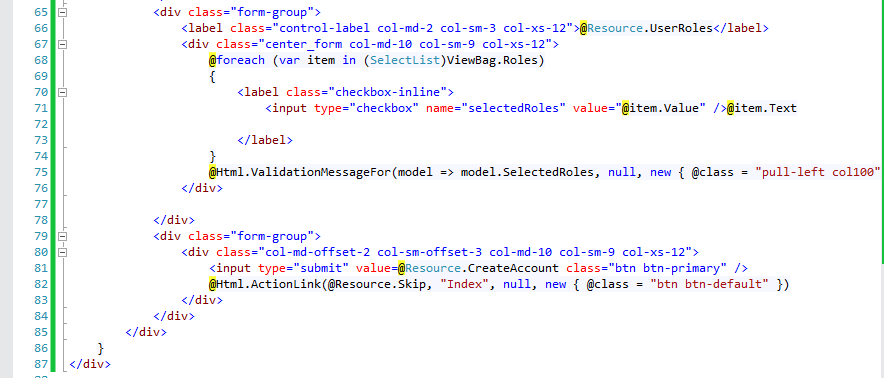 65 <div class="form-group">
66 <label class="control-label col-md-2 col-sm-3 col-xs-12">@Resource.UserRoles</label>
67 <div class="center_form col-md-10 col-sm-9 col-xs-12">
68 @foreach (var item in (SelectList)ViewBag.Roles)
69 {
70 <label class="checkbox-inline">
71 <input type="checkbox" name="selectedRoles" value="@item.Value" />@item.Text
72
73 </label>
74 }
75 @Html.ValidationMessageFor(model => model.SelectedRoles, null, new { @class = "pull-left col100"
76 </div>
77
78 </div>
79 <div class="form-group">
80 <div class="col-md-offset-2 col-sm-offset-3 col-md-10 col-sm-9 col-xs-12">
81 <input type="submit" value=@Resource.CreateAccount class="btn btn-primary" />
82 @Html.ActionLink(@Resource.Skip, "Index", null, new { @class = "btn btn-default" })
83 </div>
84 </div>
85 </div>
86 }
87 </div>